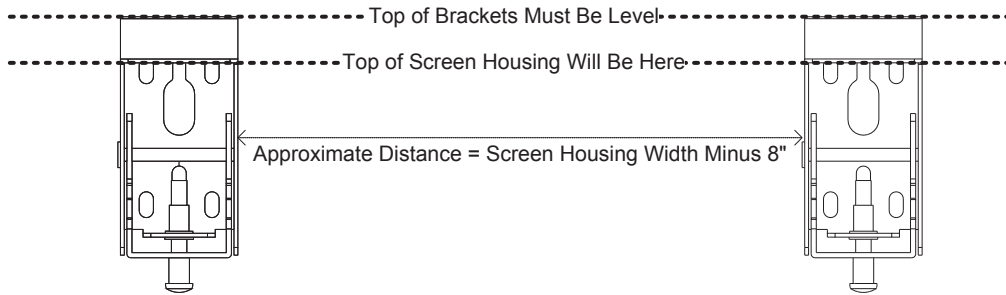 Top of Brackets Must Be Level
Top of Screen Housing Will Be Here
Approximate Distance = Screen Housing Width Minus 8"